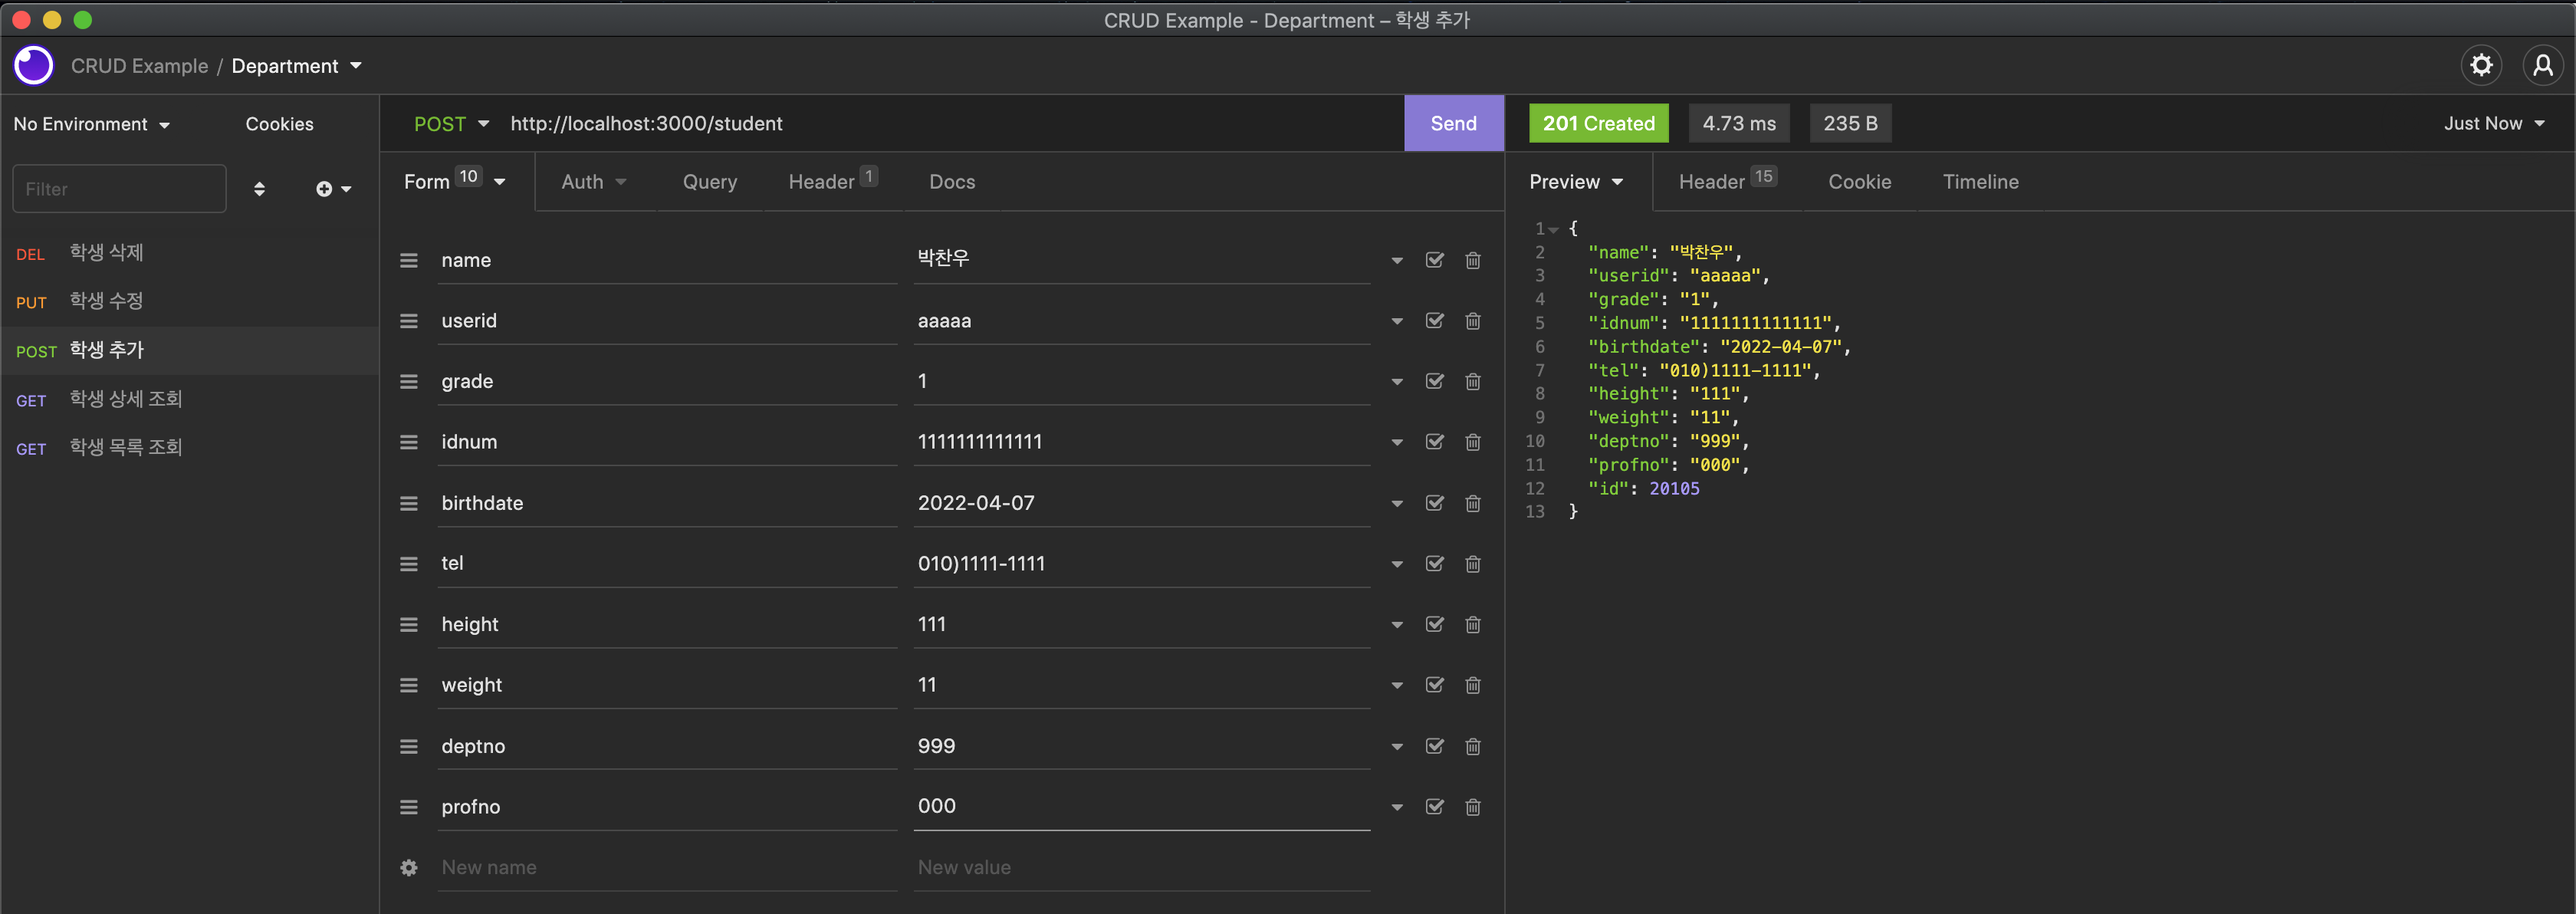 CRUD Example - Department – 학생 추가
CRUD Example / Department
No Environment
Cookies
Filter
DEL 학생 삭제
PUT 학생 수정
POST 학생 추가
GET 학생 상세 조회
GET 학생 목록 조회
POST http://localhost:3000/student
Send
Form 10
Auth
Query
Header 1
Docs
name 박찬우
userid aaaaa
grade 1
idnum 1111111111111
birthdate 2022-04-07
tel 010)1111-1111
height 111
weight 11
deptno 999
profno 000
New name New value
201 Created
4.73 ms
235 B
Just Now
Preview
Header 15
Cookie
Timeline
1 {
2 "name": "박찬우",
3 "userid": "aaaaa",
4 "grade": "1",
5 "idnum": "1111111111111",
6 "birthdate": "2022-04-07",
7 "tel": "010)1111-1111",
8 "height": "111",
9 "weight": "11",
10 "deptno": "999",
11 "profno": "000",
12 "id": 20105
13 }